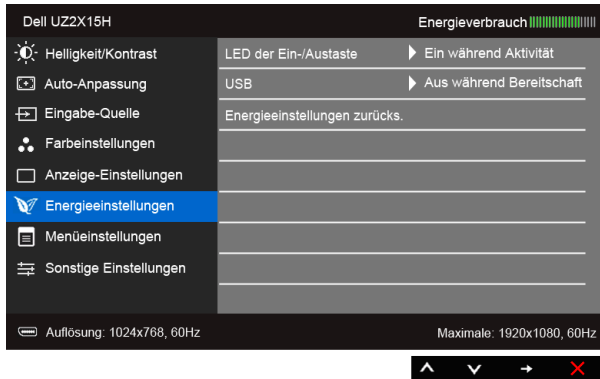 Dell UZ2X15H Energieverbrauch
Helligkeit/Kontrast LED der Ein-/Austaste Ein während Aktivität
Auto-Anpassung USB Aus während Bereitschaft
Eingabe-Quelle Energieeinstellungen zurücks.
Farbeinstellungen
Anzeige-Einstellungen
Energieeinstellungen
Menüeinstellungen
Sonstige Einstellungen
Auflösung: 1024x768, 60Hz Maximale: 1920x1080, 60Hz